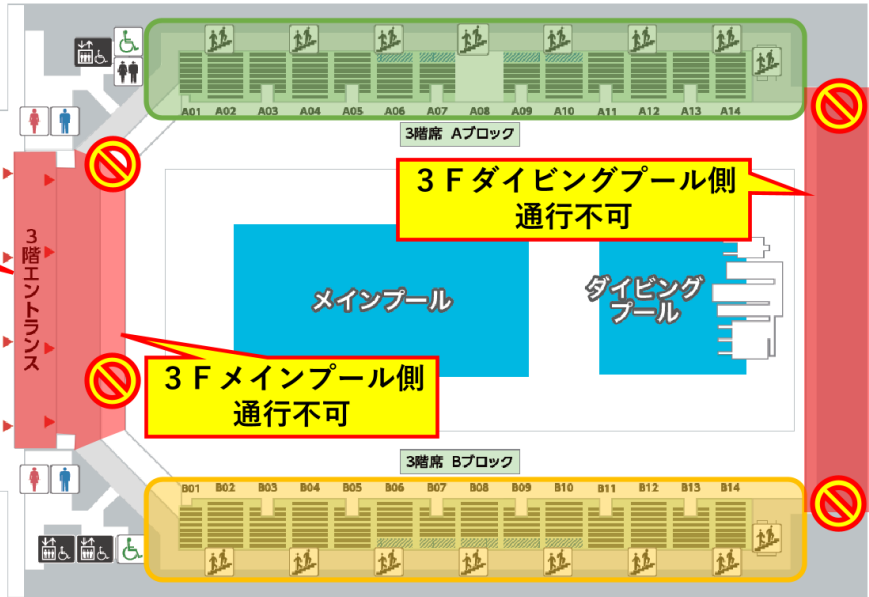 A01 A02 A03 A04 A05 A06 A07 A08 A09 A10 A11 A12 A13 A14
3階席 Aブロック
3Fダイビングプール側
通行不可
3階エントランス
メインプール
ダイビング
プール
3Fメインプール側
通行不可
3階席 Bブロック
B01 B02 B03 B04 B05 B06 B07 B08 B09 B10 B11 B12 B13 B14